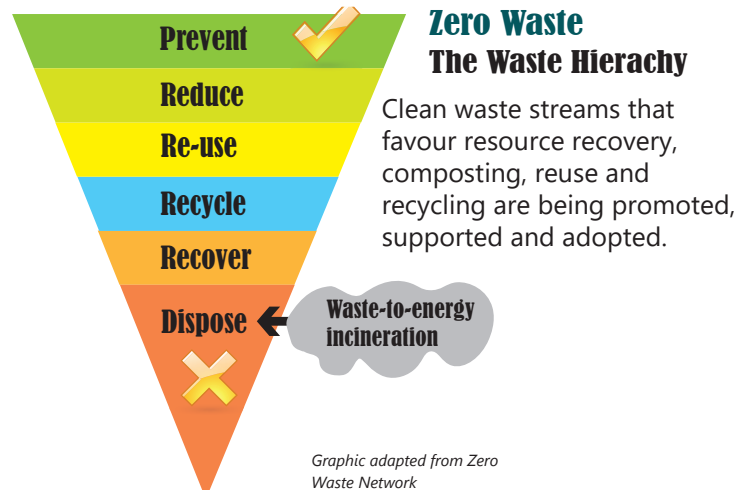 Prevent
Reduce
Re-use
Recycle
Recover
Dispose
Waste-to-energy
incineration
Zero Waste
The Waste Hierachy
Clean waste streams that
favour resource recovery,
composting, reuse and
recycling are being promoted,
supported and adopted.
Graphic adapted from Zero
Waste Network